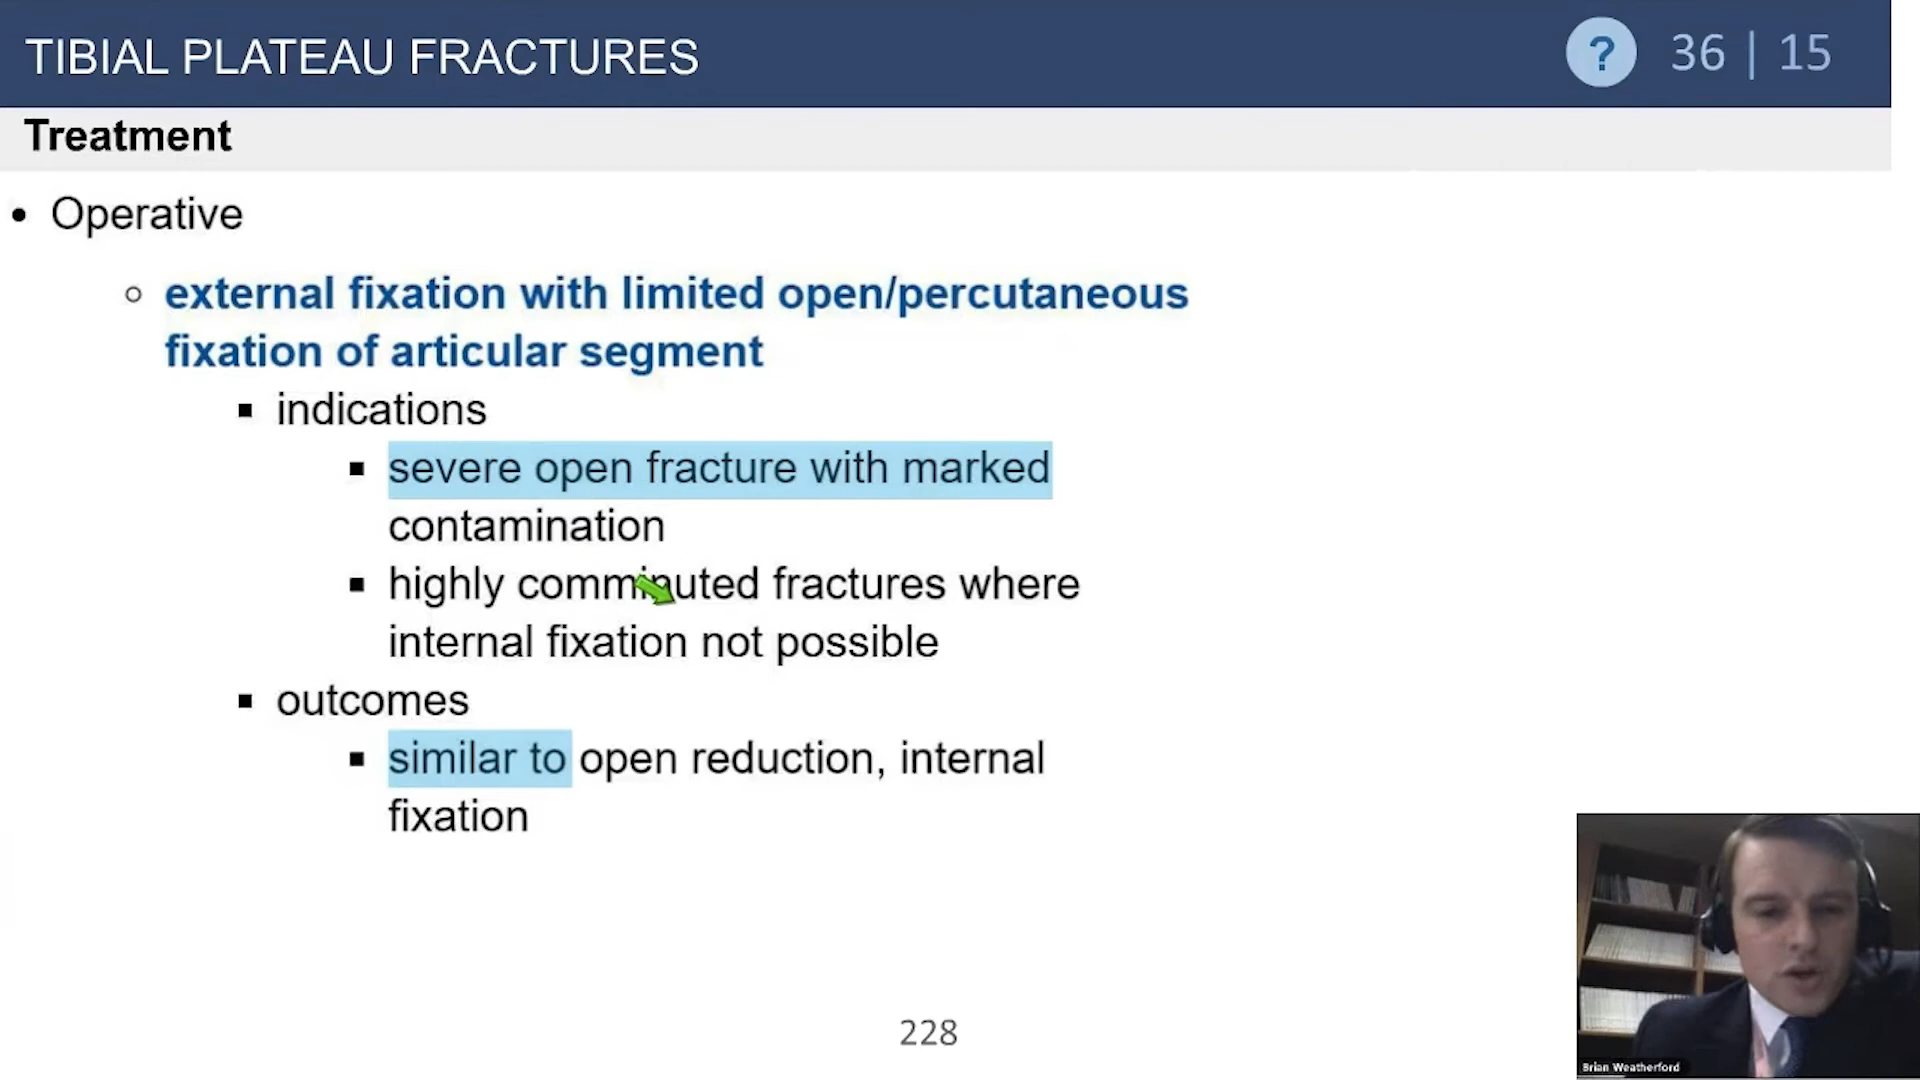 TIBIAL PLATEAU FRACTURES
? 36 | 15
Treatment
• Operative
○ external fixation with limited open/percutaneous
fixation of articular segment
▪ indications
▪ severe open fracture with marked
contamination
▪ highly comminuted fractures where
internal fixation not possible
▪ outcomes
▪ similar to open reduction, internal
fixation
228
Brian Weatherford